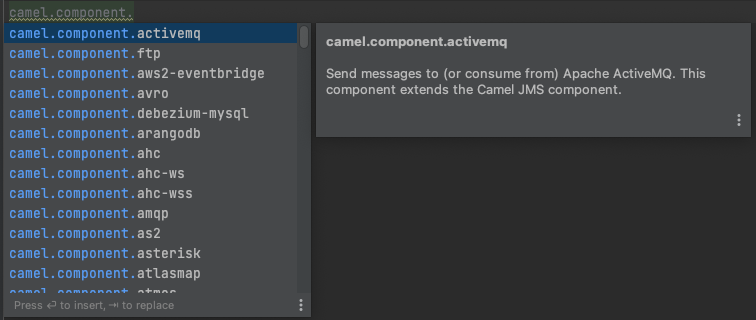 camel.component.
camel.component.activemq
camel.component.ftp
camel.component.aws2-eventbridge
camel.component.avro
camel.component.debezium-mysql
camel.component.arangodb
camel.component.ahc
camel.component.ahc-ws
camel.component.ahc-wss
camel.component.amqp
camel.component.as2
camel.component.asterisk
camel.component.atlasmap
camel.component.atmos
Press ↵ to insert, ⇥ to replace
camel.component.activemq
Send messages to (or consume from) Apache ActiveMQ. This
component extends the Camel JMS component.